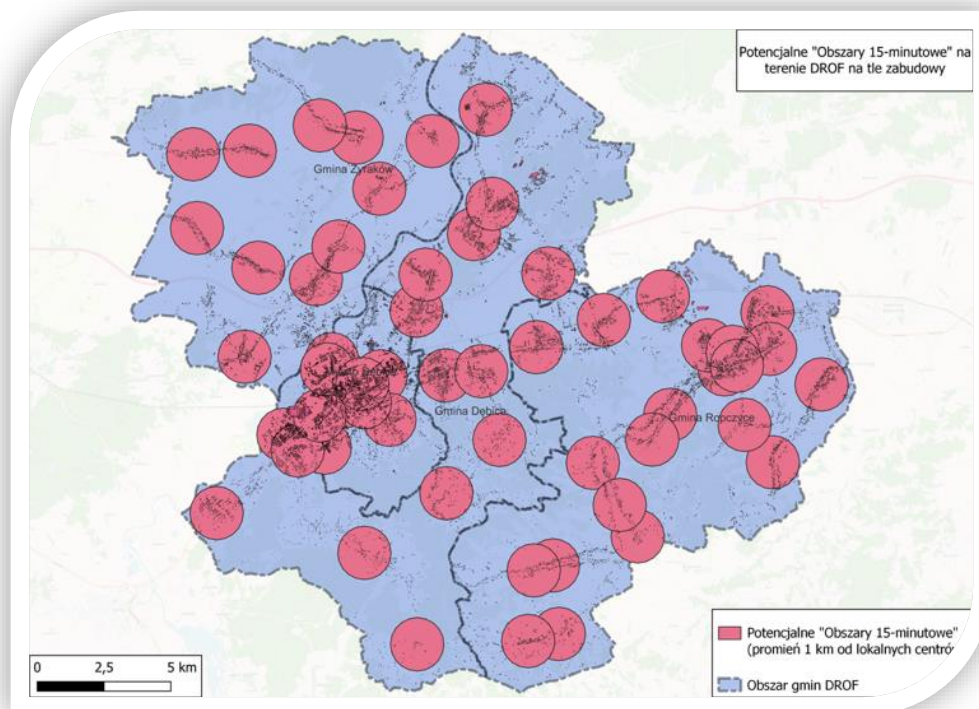 Potencjalne "Obszary 15-minutowe" na
terenie DROF na tle zabudowy
Gmina Żyraków
Gmina Dębica
Gmina Ropczyce
0 2,5 5 km
Potencjalne "Obszary 15-minutowe"
(promień 1 km od lokalnych centrów
Obszar gmin DROF